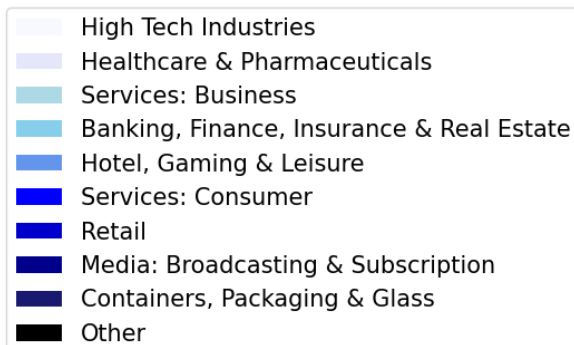 High Tech Industries
Healthcare & Pharmaceuticals
Services: Business
Banking, Finance, Insurance & Real Estate
Hotel, Gaming & Leisure
Services: Consumer
Retail
Media: Broadcasting & Subscription
Containers, Packaging & Glass
Other